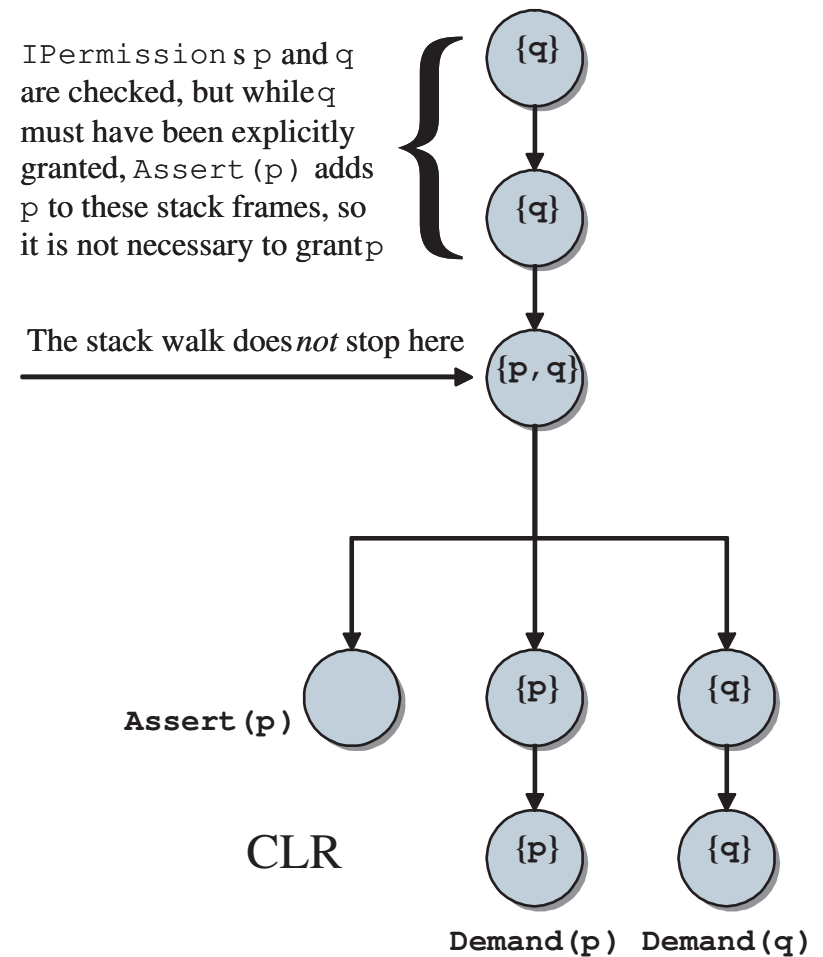 {q}
IPermissions p and q
are checked, but while q
must have been explicitly
granted, Assert(p) adds
p to these stack frames, so
it is not necessary to grant p
{q}
The stack walk does not stop here
{p,q}
{p}
{q}
Assert(p)
CLR
{p}
{q}
Demand(p) Demand(q)